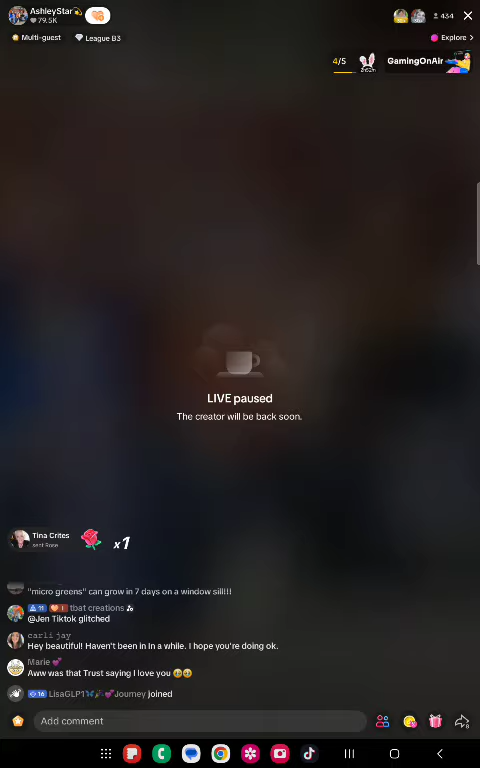 AshleyStar💫
79.5K
434
Multi-guest
League B3
Explore >
4/5
2h52m
GamingOnAir
LIVE paused
The creator will be back soon.
Tina Crites
sent Rose
x1
"micro greens" can grow in 7 days on a window sill!!!
11 1 tbat creations
@Jen Tiktok glitched
carli jay
Hey beautiful! Haven't been in In a while. I hope you're doing ok.
Marie 💕
Aww was that Trust saying I love you 🥹🥹
16 LisaGLP1🦋🎉💕Journey joined
Add comment
8